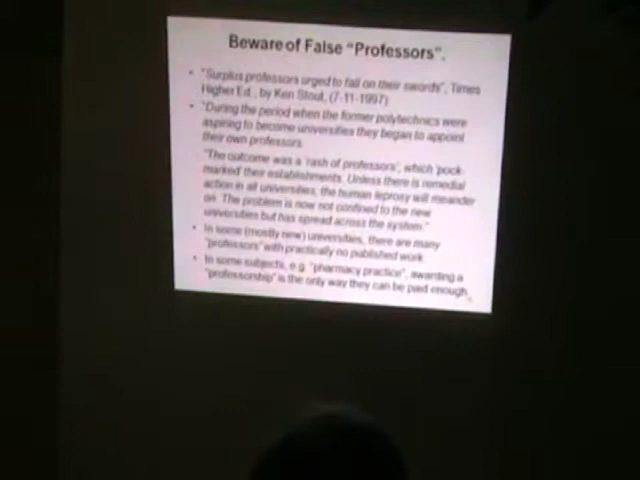 Beware of False "Professors".
• "Surplus professors urged to fall on their swords", Times
Higher Ed., by Ken Stout, (7-11-1997)
• "During the period when the former polytechnics were
aspiring to become universities they began to appoint
their own professors.
"The outcome was a 'rash of professors', which 'pock-
marked' their establishments. Unless there is remedial
action in all universities, the human leprosy will meander
on. The problem is now not confined to the new
universities but has spread across the system."
• In some (mostly new) universities, there are many
"professors" with practically no published work
• In some subjects, e.g. "pharmacy practice", awarding a
"professorship" is the only way they can be paid enough.